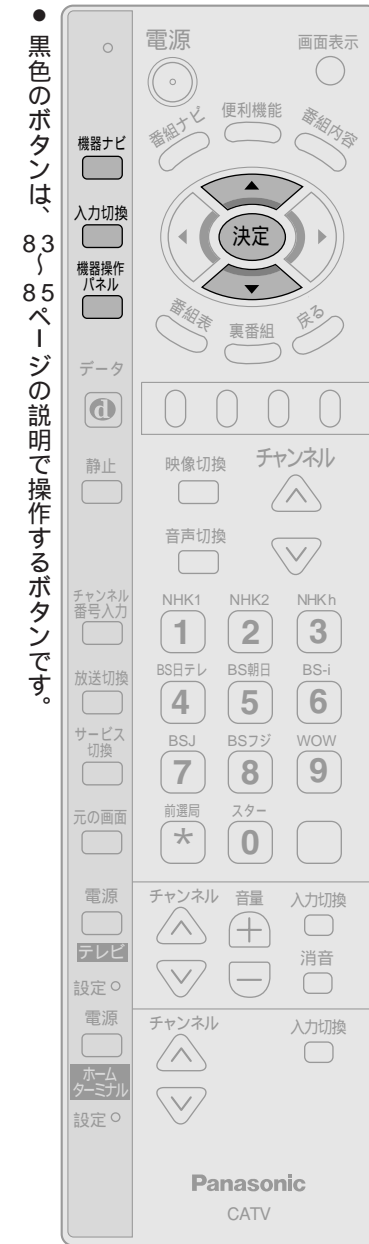 ●黒色のボタンは、83〜85ページの説明で操作するボタンです。
電源
画面表示
番組ナビ
便利機能
番組内容
機器ナビ
入力切換
機器操作
パネル
決定
番組表
裏番組
戻る
データ
d
静止
映像切換
チャンネル
音声切換
チャンネル
番号入力
NHK1 NHK2 NHKh
1 2 3
放送切換
BS日テレ BS朝日 BS-i
4 5 6
サービス
切換
BSJ BSフジ WOW
7 8 9
元の画面
前選局 スター
* 0
電源
テレビ
設定
チャンネル 音量 入力切換
+
消音
−
電源
ホーム
ターミナル
設定
チャンネル 入力切換
Panasonic
CATV